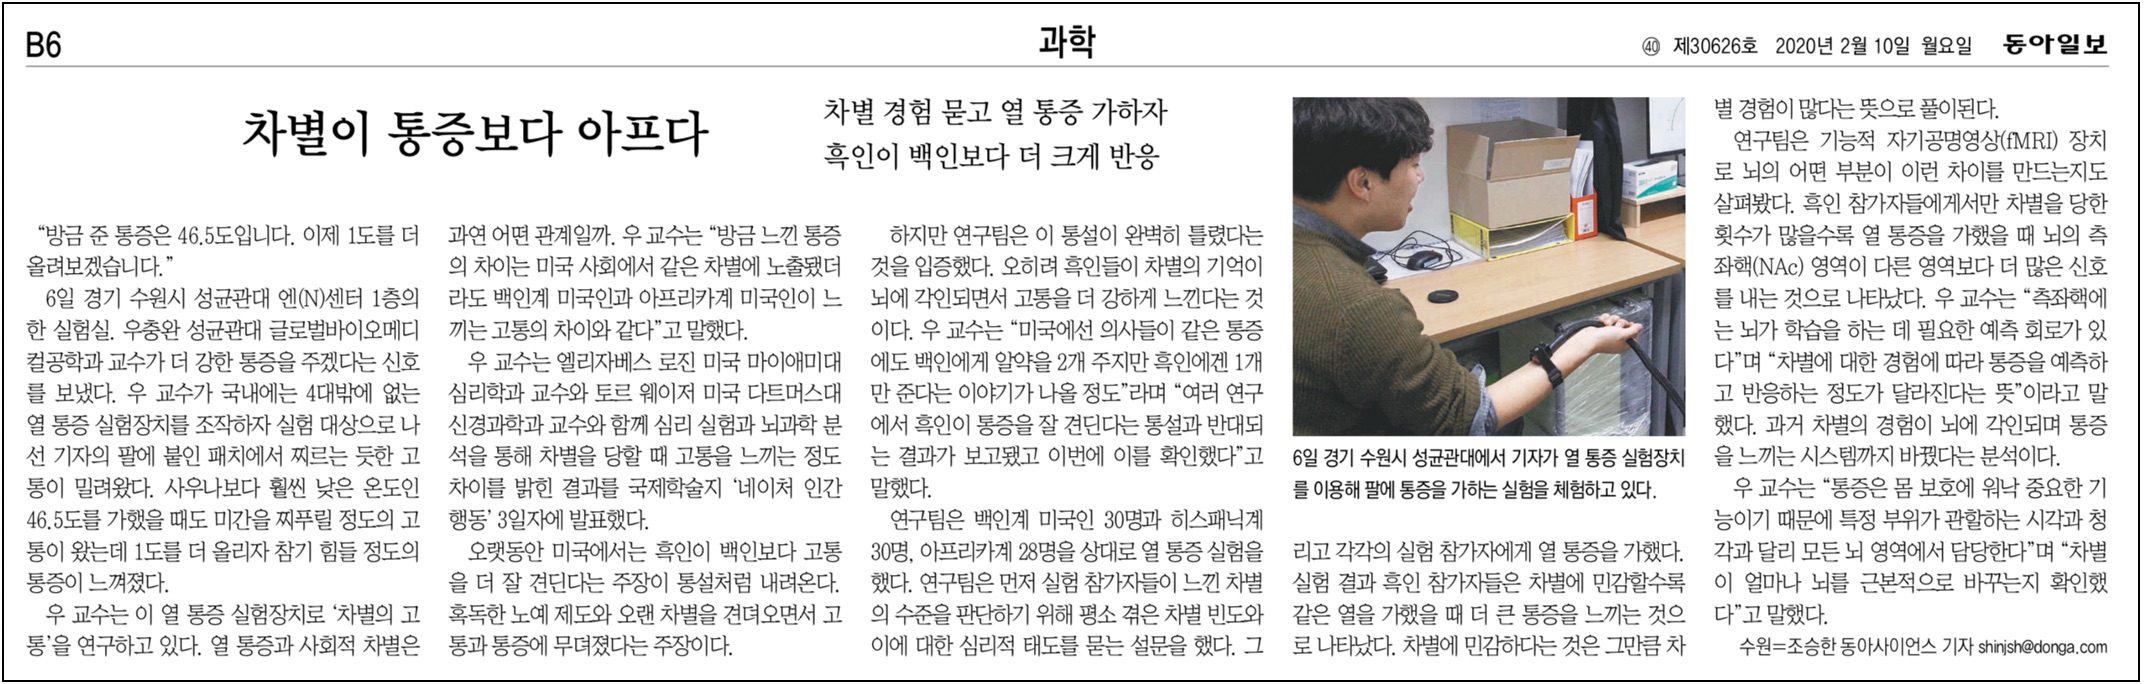 B6
과학
㊵ 제30626호 2020년 2월 10일 월요일 동아일보
차별이 통증보다 아프다
차별 경험 묻고 열 통증 가하자
흑인이 백인보다 더 크게 반응
“방금 준 통증은 46.5도입니다. 이제 1도를 더
올려보겠습니다.”
6일 경기 수원시 성균관대 엔(N)센터 1층의
한 실험실. 우충완 성균관대 글로벌바이오메디
컬공학과 교수가 더 강한 통증을 주겠다는 신호
를 보냈다. 우 교수가 국내에는 4대밖에 없는
열 통증 실험장치를 조작하자 실험 대상으로 나
선 기자의 팔에 붙인 패치에서 찌르는 듯한 고
통이 밀려왔다. 사우나보다 훨씬 낮은 온도인
46.5도를 가했을 때도 미간을 찌푸릴 정도의 고
통이 왔는데 1도를 더 올리자 참기 힘들 정도의
통증이 느껴졌다.
우 교수는 이 열 통증 실험장치로 ‘차별의 고
통’을 연구하고 있다. 열 통증과 사회적 차별은
과연 어떤 관계일까. 우 교수는 “방금 느낀 통증
의 차이는 미국 사회에서 같은 차별에 노출됐더
라도 백인계 미국인과 아프리카계 미국인이 느
끼는 고통의 차이와 같다”고 말했다.
우 교수는 엘리자베스 로진 미국 마이애미대
심리학과 교수와 토르 웨이저 미국 다트머스대
신경과학과 교수와 함께 심리 실험과 뇌과학 분
석을 통해 차별을 당할 때 고통을 느끼는 정도
차이를 밝힌 결과를 국제학술지 ‘네이처 인간
행동’ 3일자에 발표했다.
오랫동안 미국에서는 흑인이 백인보다 고통
을 더 잘 견딘다는 주장이 통설처럼 내려온다.
혹독한 노예 제도와 오랜 차별을 견뎌오면서 고
통과 통증에 무뎌졌다는 주장이다.
하지만 연구팀은 이 통설이 완벽히 틀렸다는
것을 입증했다. 오히려 흑인들이 차별의 기억이
뇌에 각인되면서 고통을 더 강하게 느낀다는 것
이다. 우 교수는 “미국에선 의사들이 같은 통증
에도 백인에게 알약을 2개 주지만 흑인에겐 1개
만 준다는 이야기가 나올 정도”라며 “여러 연구
에서 흑인이 통증을 잘 견딘다는 통설과 반대되
는 결과가 보고됐고 이번에 이를 확인했다”고
말했다.
연구팀은 백인계 미국인 30명과 히스패닉계
30명, 아프리카계 28명을 상대로 열 통증 실험을
했다. 연구팀은 먼저 실험 참가자들이 느낀 차별
의 수준을 판단하기 위해 평소 겪은 차별 빈도와
이에 대한 심리적 태도를 묻는 설문을 했다. 그
6일 경기 수원시 성균관대에서 기자가 열 통증 실험장치
를 이용해 팔에 통증을 가하는 실험을 체험하고 있다.
리고 각각의 실험 참가자에게 열 통증을 가했다.
실험 결과 흑인 참가자들은 차별에 민감할수록
같은 열을 가했을 때 더 큰 통증을 느끼는 것으
로 나타났다. 차별에 민감하다는 것은 그만큼 차
별 경험이 많다는 뜻으로 풀이된다.
연구팀은 기능적 자기공명영상(fMRI) 장치
로 뇌의 어떤 부분이 이런 차이를 만드는지도
살펴봤다. 흑인 참가자들에게서만 차별을 당한
횟수가 많을수록 열 통증을 가했을 때 뇌의 측
좌핵(NAc) 영역이 다른 영역보다 더 많은 신호
를 내는 것으로 나타났다. 우 교수는 “측좌핵에
는 뇌가 학습을 하는 데 필요한 예측 회로가 있
다”며 “차별에 대한 경험에 따라 통증을 예측하
고 반응하는 정도가 달라진다는 뜻”이라고 말
했다. 과거 차별의 경험이 뇌에 각인되며 통증
을 느끼는 시스템까지 바꿨다는 분석이다.
우 교수는 “통증은 몸 보호에 워낙 중요한 기
능이기 때문에 특정 부위가 관할하는 시각과 청
각과 달리 모든 뇌 영역에서 담당한다”며 “차별
이 얼마나 뇌를 근본적으로 바꾸는지 확인했
다”고 말했다.
수원=조승한 동아사이언스 기자 shinjsh@donga.com